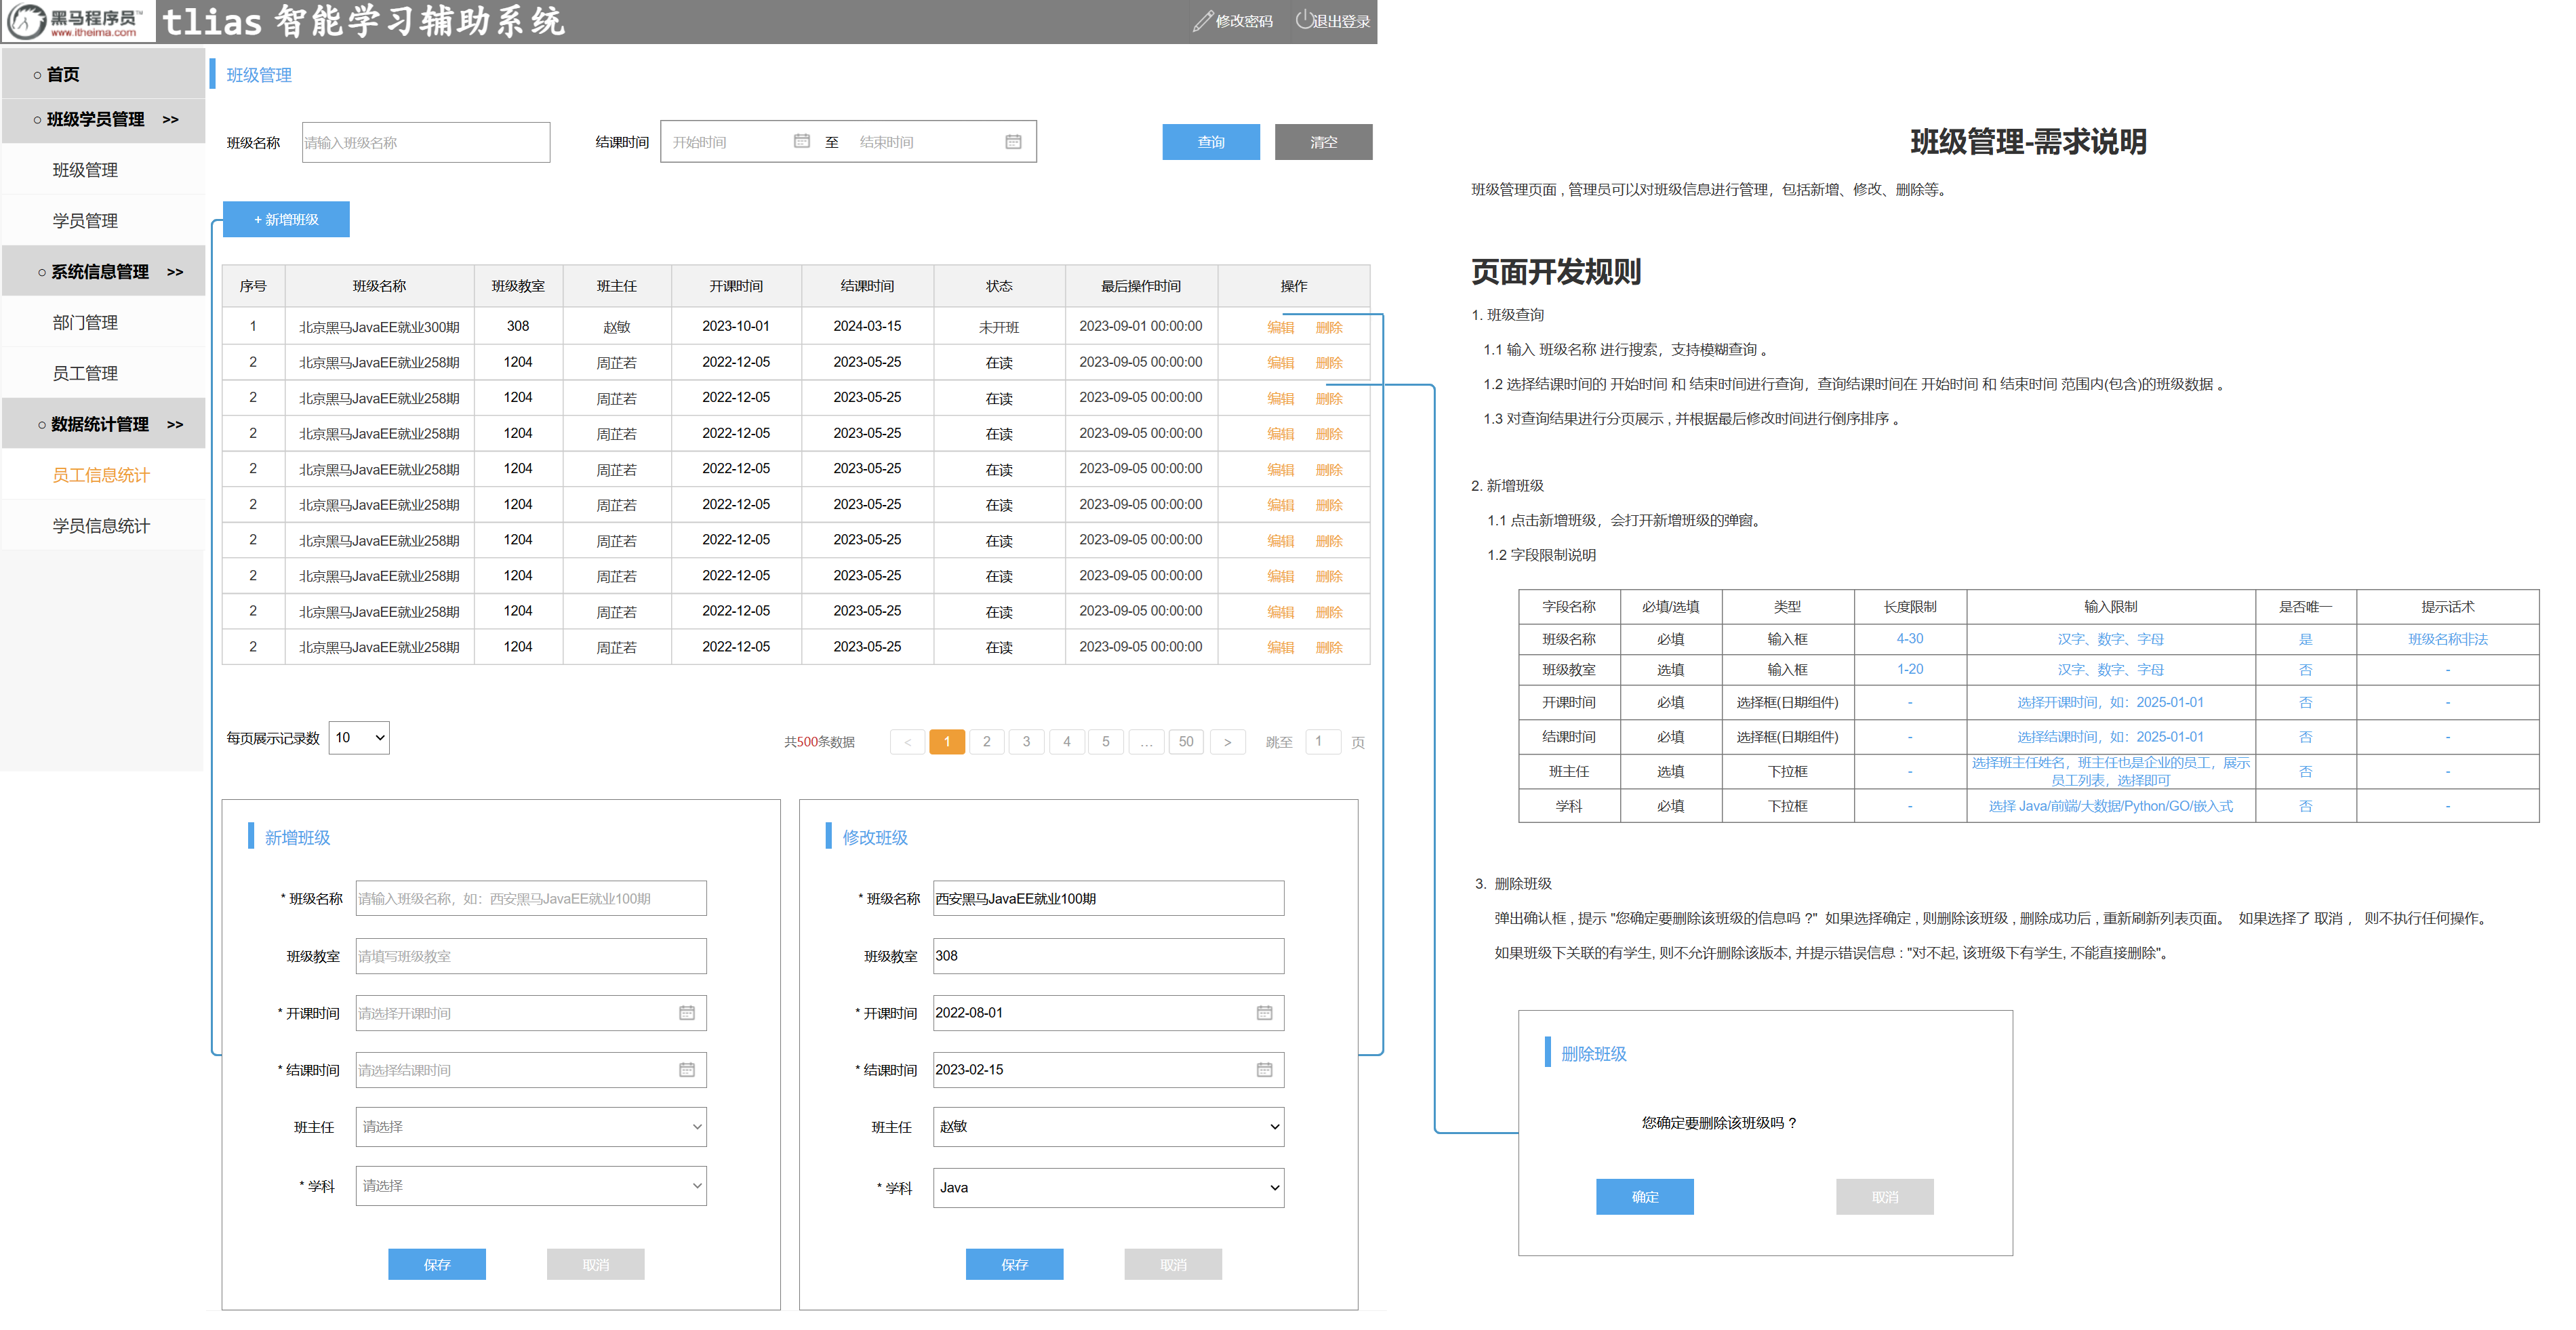 黑马程序员™
www.itheima.com
tlias 智能学习辅助系统
修改密码
退出登录
○ 首页
○ 班级学员管理 >>
班级管理
学员管理
○ 系统信息管理 >>
部门管理
员工管理
○ 数据统计管理 >>
员工信息统计
学员信息统计
班级管理
班级名称 请输入班级名称 结课时间 开始时间 至 结束时间 查询 清空
+ 新增班级
序号 班级名称 班级教室 班主任 开课时间 结课时间 状态 最后操作时间 操作
1 北京黑马JavaEE就业300期 308 赵敏 2023-10-01 2024-03-15 未开班 2023-09-01 00:00:00 编辑 删除
2 北京黑马JavaEE就业258期 1204 周芷若 2022-12-05 2023-05-25 在读 2023-09-05 00:00:00 编辑 删除
2 北京黑马JavaEE就业258期 1204 周芷若 2022-12-05 2023-05-25 在读 2023-09-05 00:00:00 编辑 删除
2 北京黑马JavaEE就业258期 1204 周芷若 2022-12-05 2023-05-25 在读 2023-09-05 00:00:00 编辑 删除
2 北京黑马JavaEE就业258期 1204 周芷若 2022-12-05 2023-05-25 在读 2023-09-05 00:00:00 编辑 删除
2 北京黑马JavaEE就业258期 1204 周芷若 2022-12-05 2023-05-25 在读 2023-09-05 00:00:00 编辑 删除
2 北京黑马JavaEE就业258期 1204 周芷若 2022-12-05 2023-05-25 在读 2023-09-05 00:00:00 编辑 删除
2 北京黑马JavaEE就业258期 1204 周芷若 2022-12-05 2023-05-25 在读 2023-09-05 00:00:00 编辑 删除
2 北京黑马JavaEE就业258期 1204 周芷若 2022-12-05 2023-05-25 在读 2023-09-05 00:00:00 编辑 删除
2 北京黑马JavaEE就业258期 1204 周芷若 2022-12-05 2023-05-25 在读 2023-09-05 00:00:00 编辑 删除
每页展示记录数 10 共500条数据 < 1 2 3 4 5 ... 50 > 跳至 1 页
新增班级
* 班级名称 请输入班级名称，如：西安黑马JavaEE就业100期
班级教室 请填写班级教室
* 开课时间 请选择开课时间
* 结课时间 请选择结课时间
班主任 请选择
* 学科 请选择
保存 取消
修改班级
* 班级名称 西安黑马JavaEE就业100期
班级教室 308
* 开课时间 2022-08-01
* 结课时间 2023-02-15
班主任 赵敏
* 学科 Java
保存 取消
班级管理-需求说明
班级管理页面 , 管理员可以对班级信息进行管理，包括新增、修改、删除等。
页面开发规则
1. 班级查询
1.1 输入 班级名称 进行搜索，支持模糊查询 。
1.2 选择结课时间的 开始时间 和 结束时间进行查询，查询结课时间在 开始时间 和 结束时间 范围内(包含)的班级数据 。
1.3 对查询结果进行分页展示 , 并根据最后修改时间进行倒序排序 。
2. 新增班级
1.1 点击新增班级，会打开新增班级的弹窗。
1.2 字段限制说明
字段名称 必填/选填 类型 长度限制 输入限制 是否唯一 提示话术
班级名称 必填 输入框 4-30 汉字、数字、字母 是 班级名称非法
班级教室 选填 输入框 1-20 汉字、数字、字母 否 -
开课时间 必填 选择框(日期组件) - 选择开课时间，如：2025-01-01 否 -
结课时间 必填 选择框(日期组件) - 选择结课时间，如：2025-01-01 否 -
班主任 选填 下拉框 - 选择班主任姓名，班主任也是企业的员工，展示员工列表，选择即可 否 -
学科 必填 下拉框 - 选择 Java/前端/大数据/Python/GO/嵌入式 否 -
3. 删除班级
弹出确认框 , 提示 "您确定要删除该班级的信息吗 ?" 如果选择确定 , 则删除该班级 , 删除成功后 , 重新刷新列表页面。 如果选择了 取消 ， 则不执行任何操作。
如果班级下关联的有学生, 则不允许删除该版本, 并提示错误信息 : "对不起, 该班级下有学生, 不能直接删除"。
删除班级
您确定要删除该班级吗 ?
确定 取消